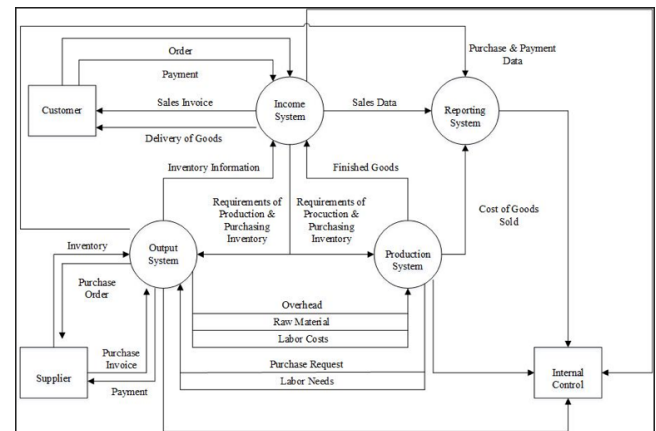 Order
Payment
Purchase & Payment
Data
Customer
Sales Invoice
Income
System
Sales Data
Reporting
System
Delivery of Goods
Inventory Information
Finished Goods
Requirements of
Production &
Purchasing
Inventory
Requirements of
Procuction &
Purchasing
Inventory
Cost of Goods
Sold
Inventory
Output
System
Production
System
Purchase
Order
Overhead
Raw Material
Labor Costs
Purchase
Invoice
Purchase Request
Supplier
Payment
Labor Needs
Internal
Control